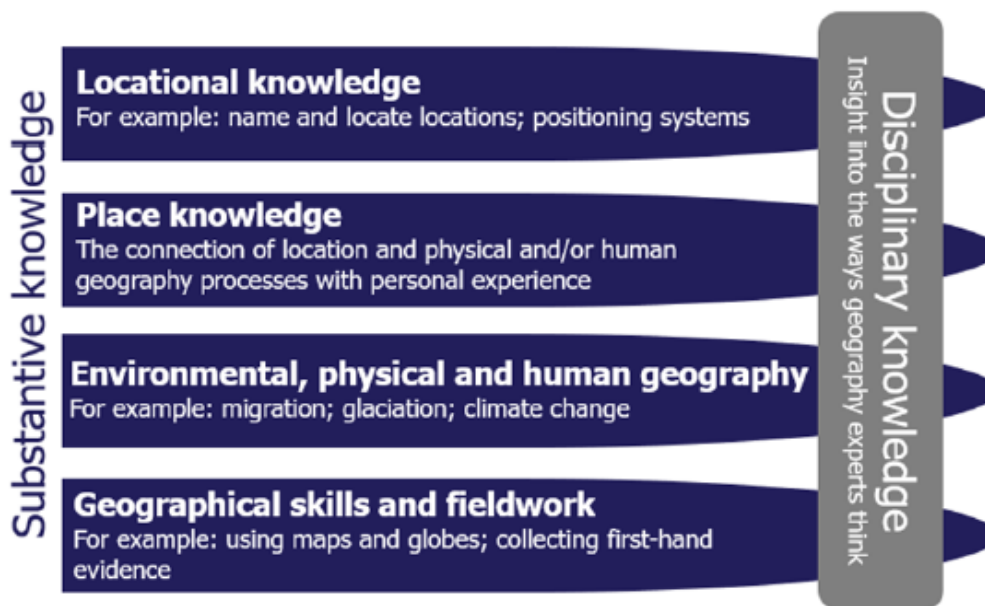 Substantive knowledge
Locational knowledge
For example: name and locate locations; positioning systems
Place knowledge
The connection of location and physical and/or human
geography processes with personal experience
Environmental, physical and human geography
For example: migration; glaciation; climate change
Geographical skills and fieldwork
For example: using maps and globes; collecting first-hand
evidence
Disciplinary knowledge
Insight into the ways geography experts think